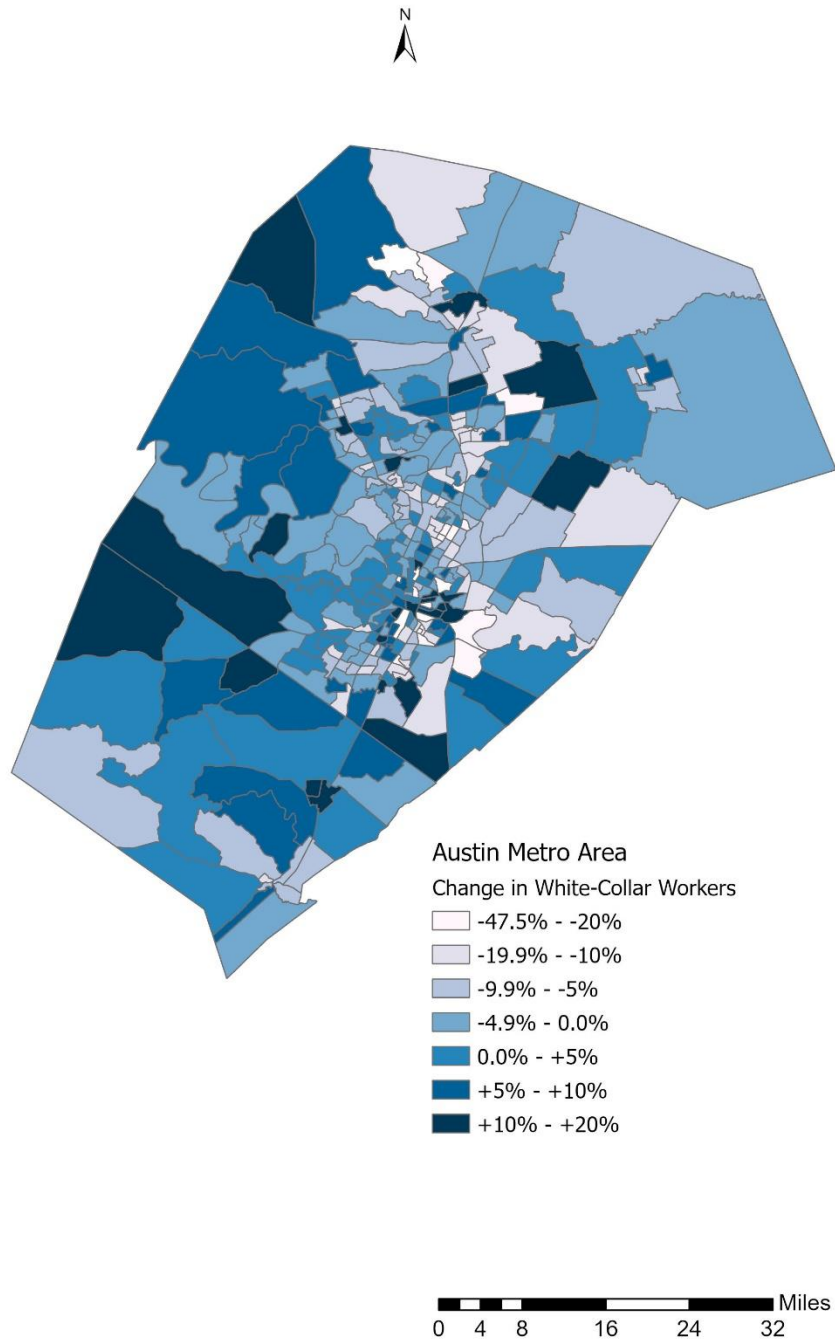 N
Austin Metro Area
Change in White-Collar Workers
-47.5% - -20%
-19.9% - -10%
-9.9% - -5%
-4.9% - 0.0%
0.0% - +5%
+5% - +10%
+10% - +20%
Miles
0 4 8 16 24 32